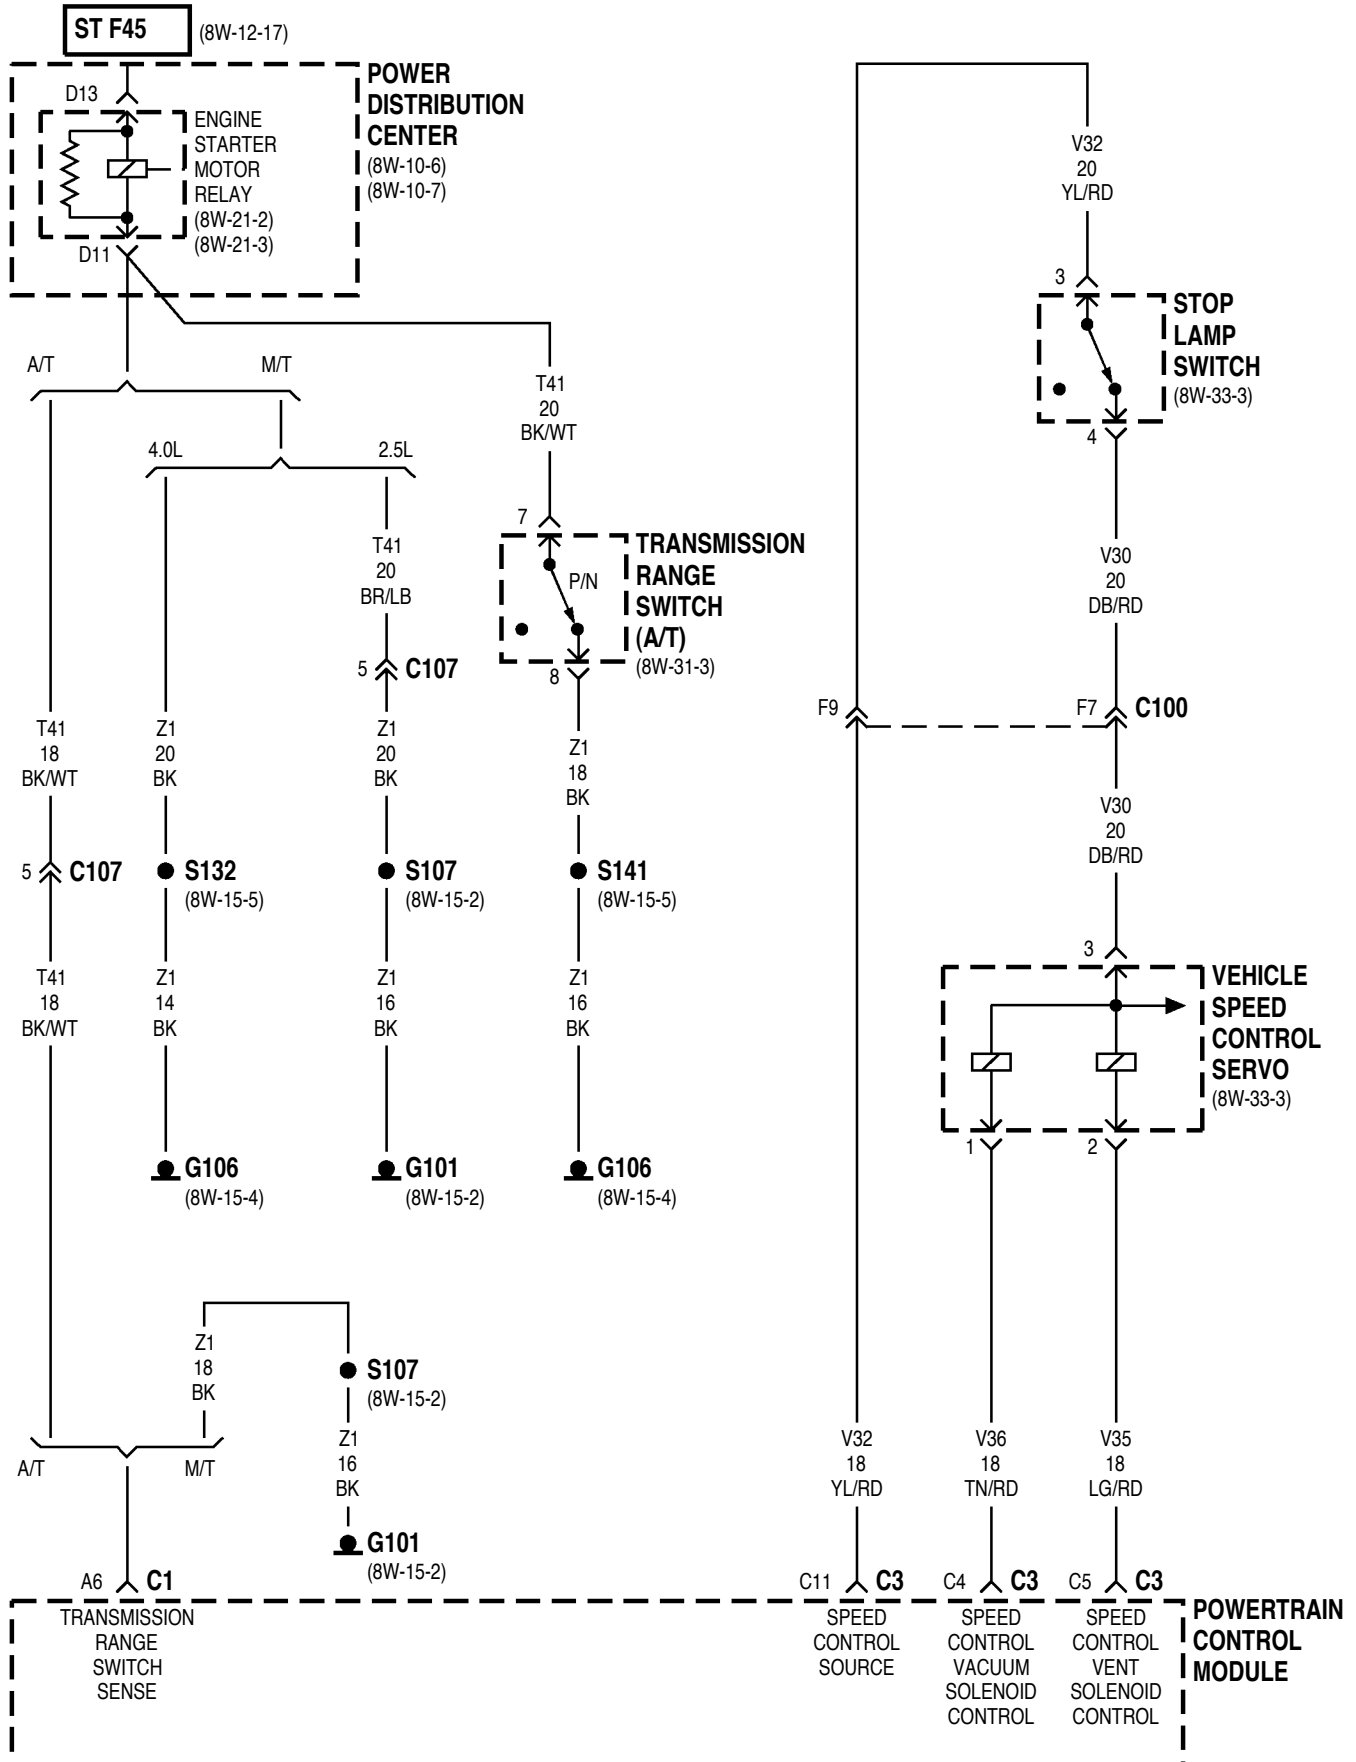 ST F45
(8W-12-17)
POWER
DISTRIBUTION
CENTER
(8W-10-6)
(8W-10-7)
D13
ENGINE
STARTER
MOTOR
RELAY
(8W-21-2)
(8W-21-3)
D11
A/T
M/T
4.0L
2.5L
T41
20
BK/WT
T41
20
BR/LB
5
C107
7
P/N
TRANSMISSION
RANGE
SWITCH
(A/T)
(8W-31-3)
8
T41
18
BK/WT
Z1
20
BK
Z1
20
BK
Z1
18
BK
5
C107
S132
(8W-15-5)
S107
(8W-15-2)
S141
(8W-15-5)
T41
18
BK/WT
Z1
14
BK
Z1
16
BK
Z1
16
BK
G106
(8W-15-4)
G101
(8W-15-2)
G106
(8W-15-4)
Z1
18
BK
S107
(8W-15-2)
Z1
16
BK
G101
(8W-15-2)
A/T
M/T
A6
C1
TRANSMISSION
RANGE
SWITCH
SENSE
V32
20
YL/RD
3
STOP
LAMP
SWITCH
(8W-33-3)
4
V30
20
DB/RD
F9
F7
C100
V30
20
DB/RD
3
VEHICLE
SPEED
CONTROL
SERVO
(8W-33-3)
1
2
V32
18
YL/RD
V36
18
TN/RD
V35
18
LG/RD
C11
C3
C4
C3
C5
C3
SPEED
CONTROL
SOURCE
SPEED
CONTROL
VACUUM
SOLENOID
CONTROL
SPEED
CONTROL
VENT
SOLENOID
CONTROL
POWERTRAIN
CONTROL
MODULE